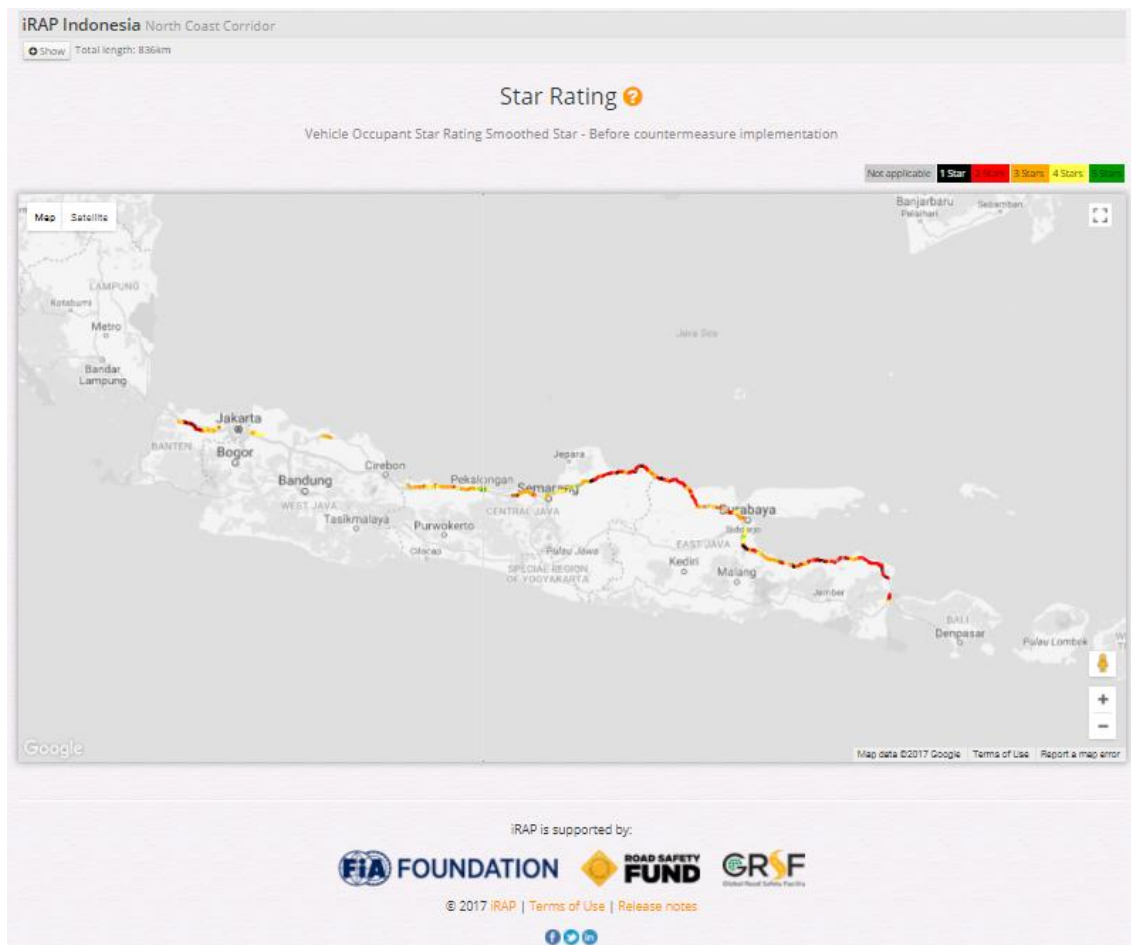 iRAP Indonesia North Coast Corridor
Show Total length: 836km
Star Rating ?
Vehicle Occupant Star Rating Smoothed Star - Before countermeasure implementation
Not applicable 1 Star 2 Stars 3 Stars 4 Stars 5 Stars
Map Satellite
Banjarbaru
Pelaihari
LAMPUNG
Kotabumi
Metro
Java Sea
Bandar
Lampung
Jakarta
BANTEN
Bogor
Jepara
Cirebon
Bandung
Pekalongan
Semarang
WEST JAVA
CENTRAL JAVA
Surabaya
Tasikmalaya
Purwokerto
Sidoarjo
EAST JAVA
Cilacap
Pulau Jawa
Kediri
Malang
SPECIAL REGION
OF YOGYAKARTA
Jember
BALI
Denpasar
Pulau Lombok
+
−
Google
Map data ©2017 Google Terms of Use Report a map error
iRAP is supported by:
FiA FOUNDATION
ROAD SAFETY
FUND
GRSF
Global Road Safety Facility
© 2017 iRAP | Terms of Use | Release notes
f in